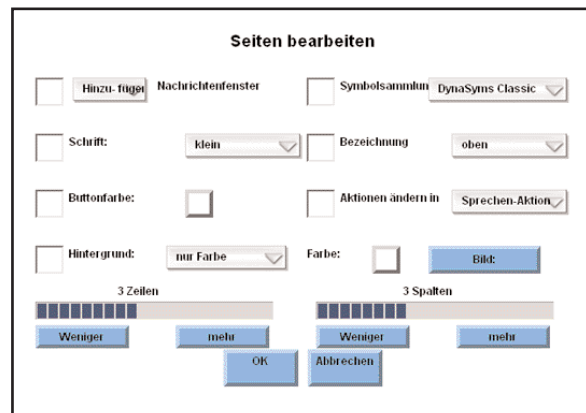 Seiten bearbeiten
Hinzu- fügen Nachrichtenfenster Symbolsammlun DynaSyms Classic
Schrift: klein Bezeichnung oben
Buttonfarbe: Aktionen ändern in Sprechen-Aktion
Hintergrund: nur Farbe Farbe: Bild:
3 Zeilen 3 Spalten
Weniger mehr Weniger mehr
OK Abbrechen